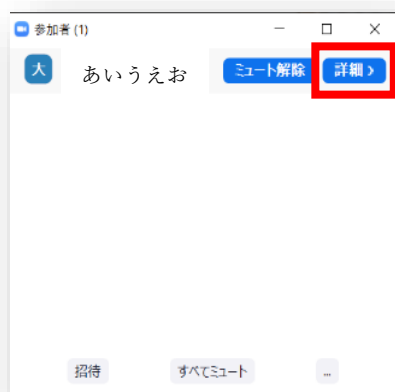 参加者 (1)
大 あいうえお ミュート解除 詳細 >
招待 すべてミュート ...